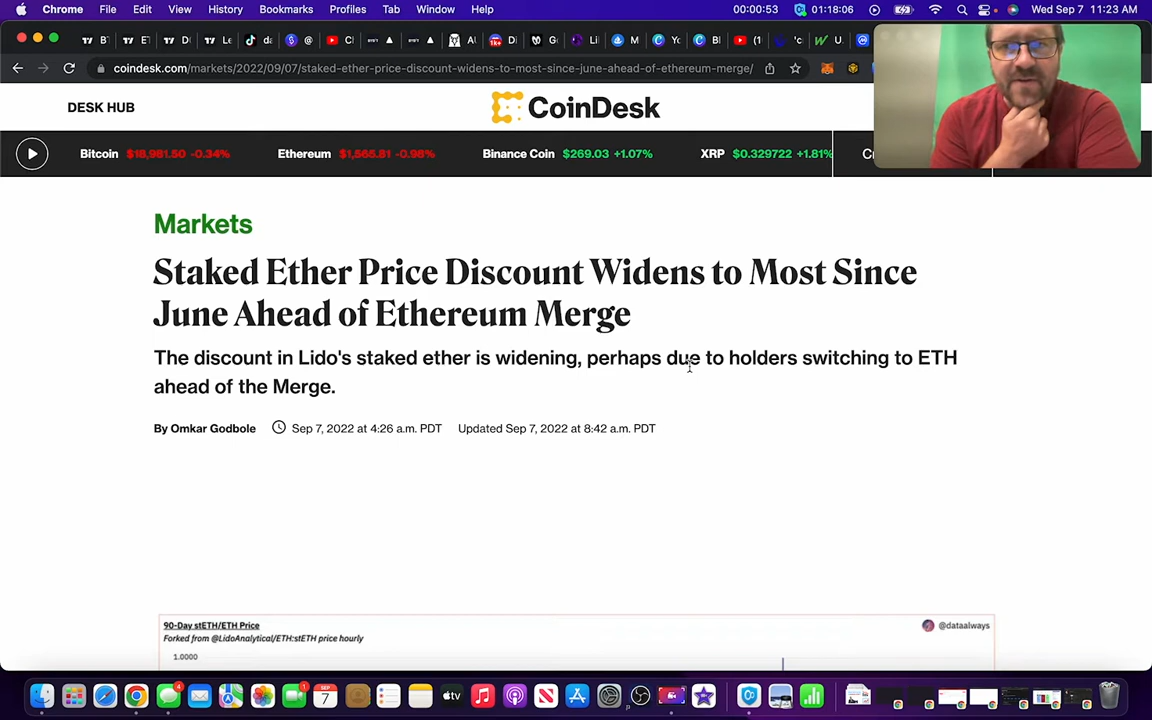 Chrome File Edit View History Bookmarks Profiles Tab Window Help 00:00:53 01:18:06 Wed Sep 7 11:23 AM
coindesk.com/markets/2022/09/07/staked-ether-price-discount-widens-to-most-since-june-ahead-of-ethereum-merge/
DESK HUB
CoinDesk
Bitcoin $18,981.50 -0.34% Ethereum $1,565.81 -0.96% Binance Coin $269.03 +1.07% XRP $0.329722 +1.81%
Markets
Staked Ether Price Discount Widens to Most Since
June Ahead of Ethereum Merge
The discount in Lido's staked ether is widening, perhaps due to holders switching to ETH
ahead of the Merge.
By Omkar Godbole Sep 7, 2022 at 4:26 a.m. PDT Updated Sep 7, 2022 at 8:42 a.m. PDT
90-Day stETH/ETH Price
@dataalways
Forked from @LidoAnalytical/ETH:stETH price hourly
1.0000